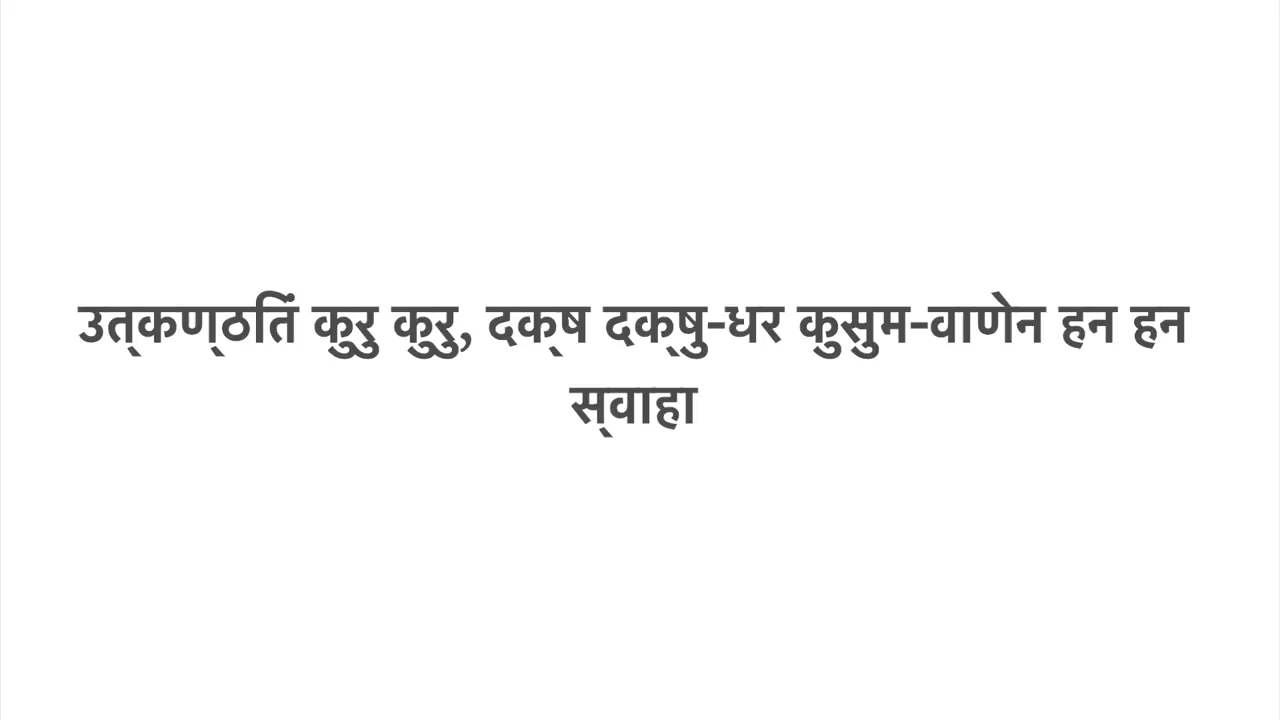 उत्‌कण्‌ठतिं कुरु कुरु, दक्‌ष दक्‌षु-धर कुसुम-वाणेन हन हन
स्‌वाहा